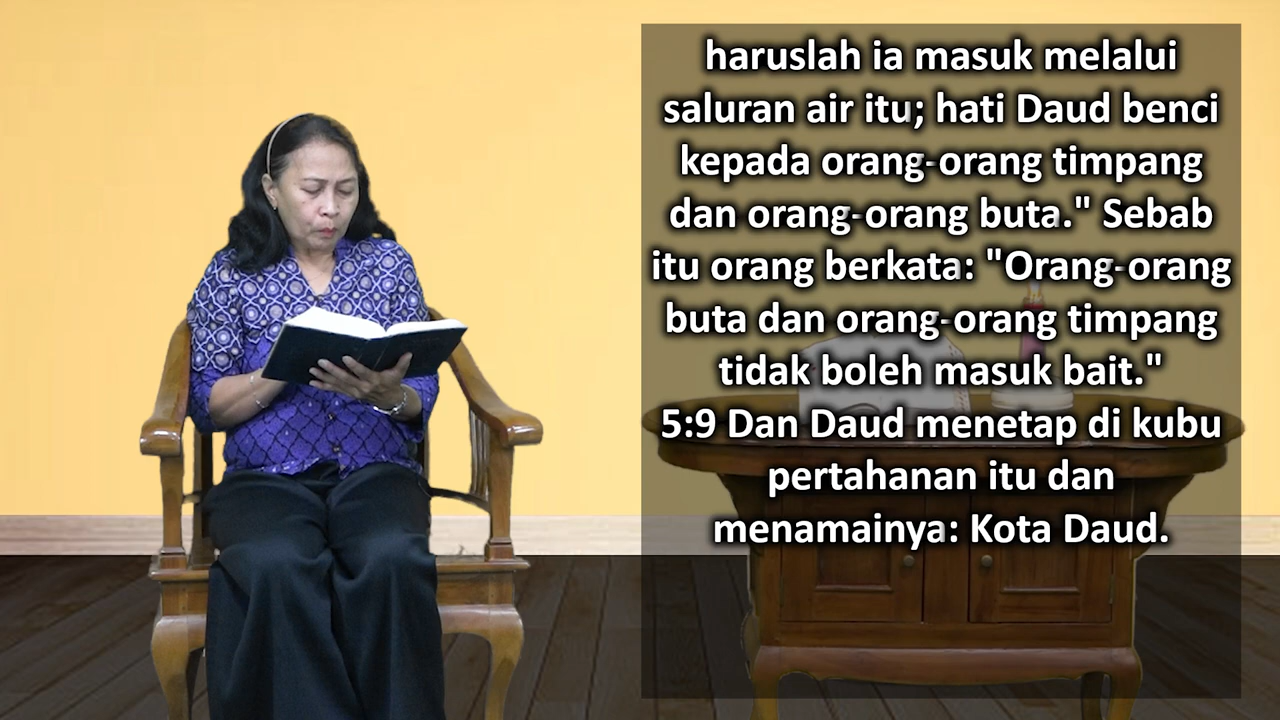 haruslah ia masuk melalui
saluran air itu; hati Daud benci
kepada orang-orang timpang
dan orang-orang buta." Sebab
itu orang berkata: "Orang-orang
buta dan orang-orang timpang
tidak boleh masuk bait."
5:9 Dan Daud menetap di kubu
pertahanan itu dan
menamainya: Kota Daud.